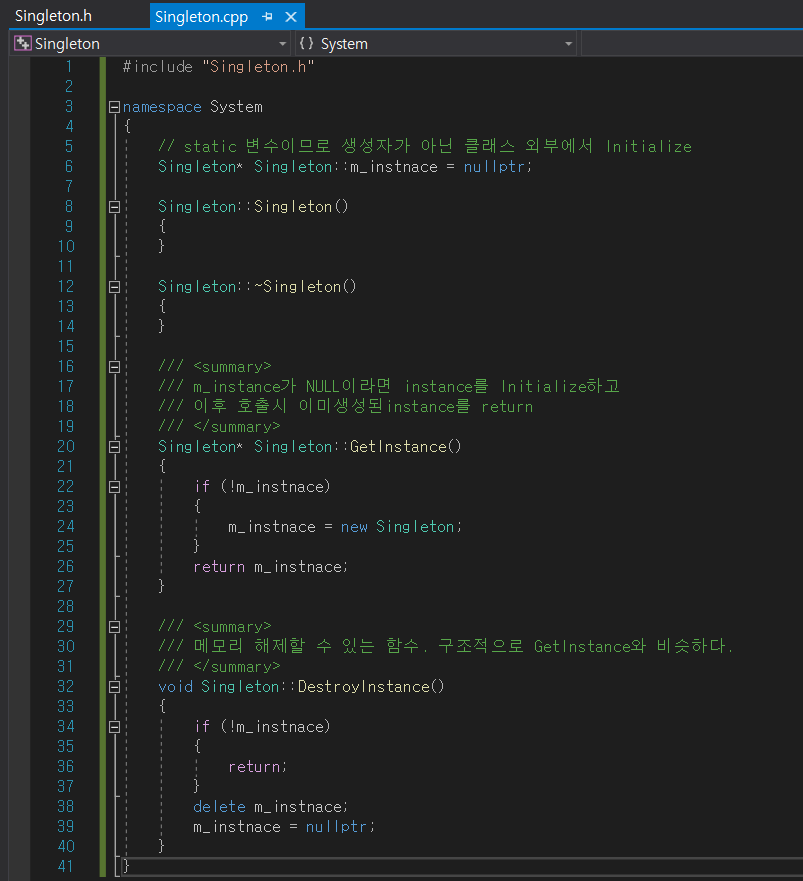 Singleton.h
Singleton.cpp
Singleton
{} System
1 #include "Singleton.h"
2
3 namespace System
4 {
5 // static 변수이므로 생성자가 아닌 클래스 외부에서 Initialize
6 Singleton* Singleton::m_instnace = nullptr;
7
8 Singleton::Singleton()
9 {
10 }
11
12 Singleton::~Singleton()
13 {
14 }
15
16 /// <summary>
17 /// m_instance가 NULL이라면 instance를 Initialize하고
18 /// 이후 호출시 이미생성된instance를 return
19 /// </summary>
20 Singleton* Singleton::GetInstance()
21 {
22 if (!m_instnace)
23 {
24 m_instnace = new Singleton;
25 }
26 return m_instnace;
27 }
28
29 /// <summary>
30 /// 메모리 해제할 수 있는 함수. 구조적으로 GetInstance와 비슷하다.
31 /// </summary>
32 void Singleton::DestroyInstance()
33 {
34 if (!m_instnace)
35 {
36 return;
37 }
38 delete m_instnace;
39 m_instnace = nullptr;
40 }
41 }